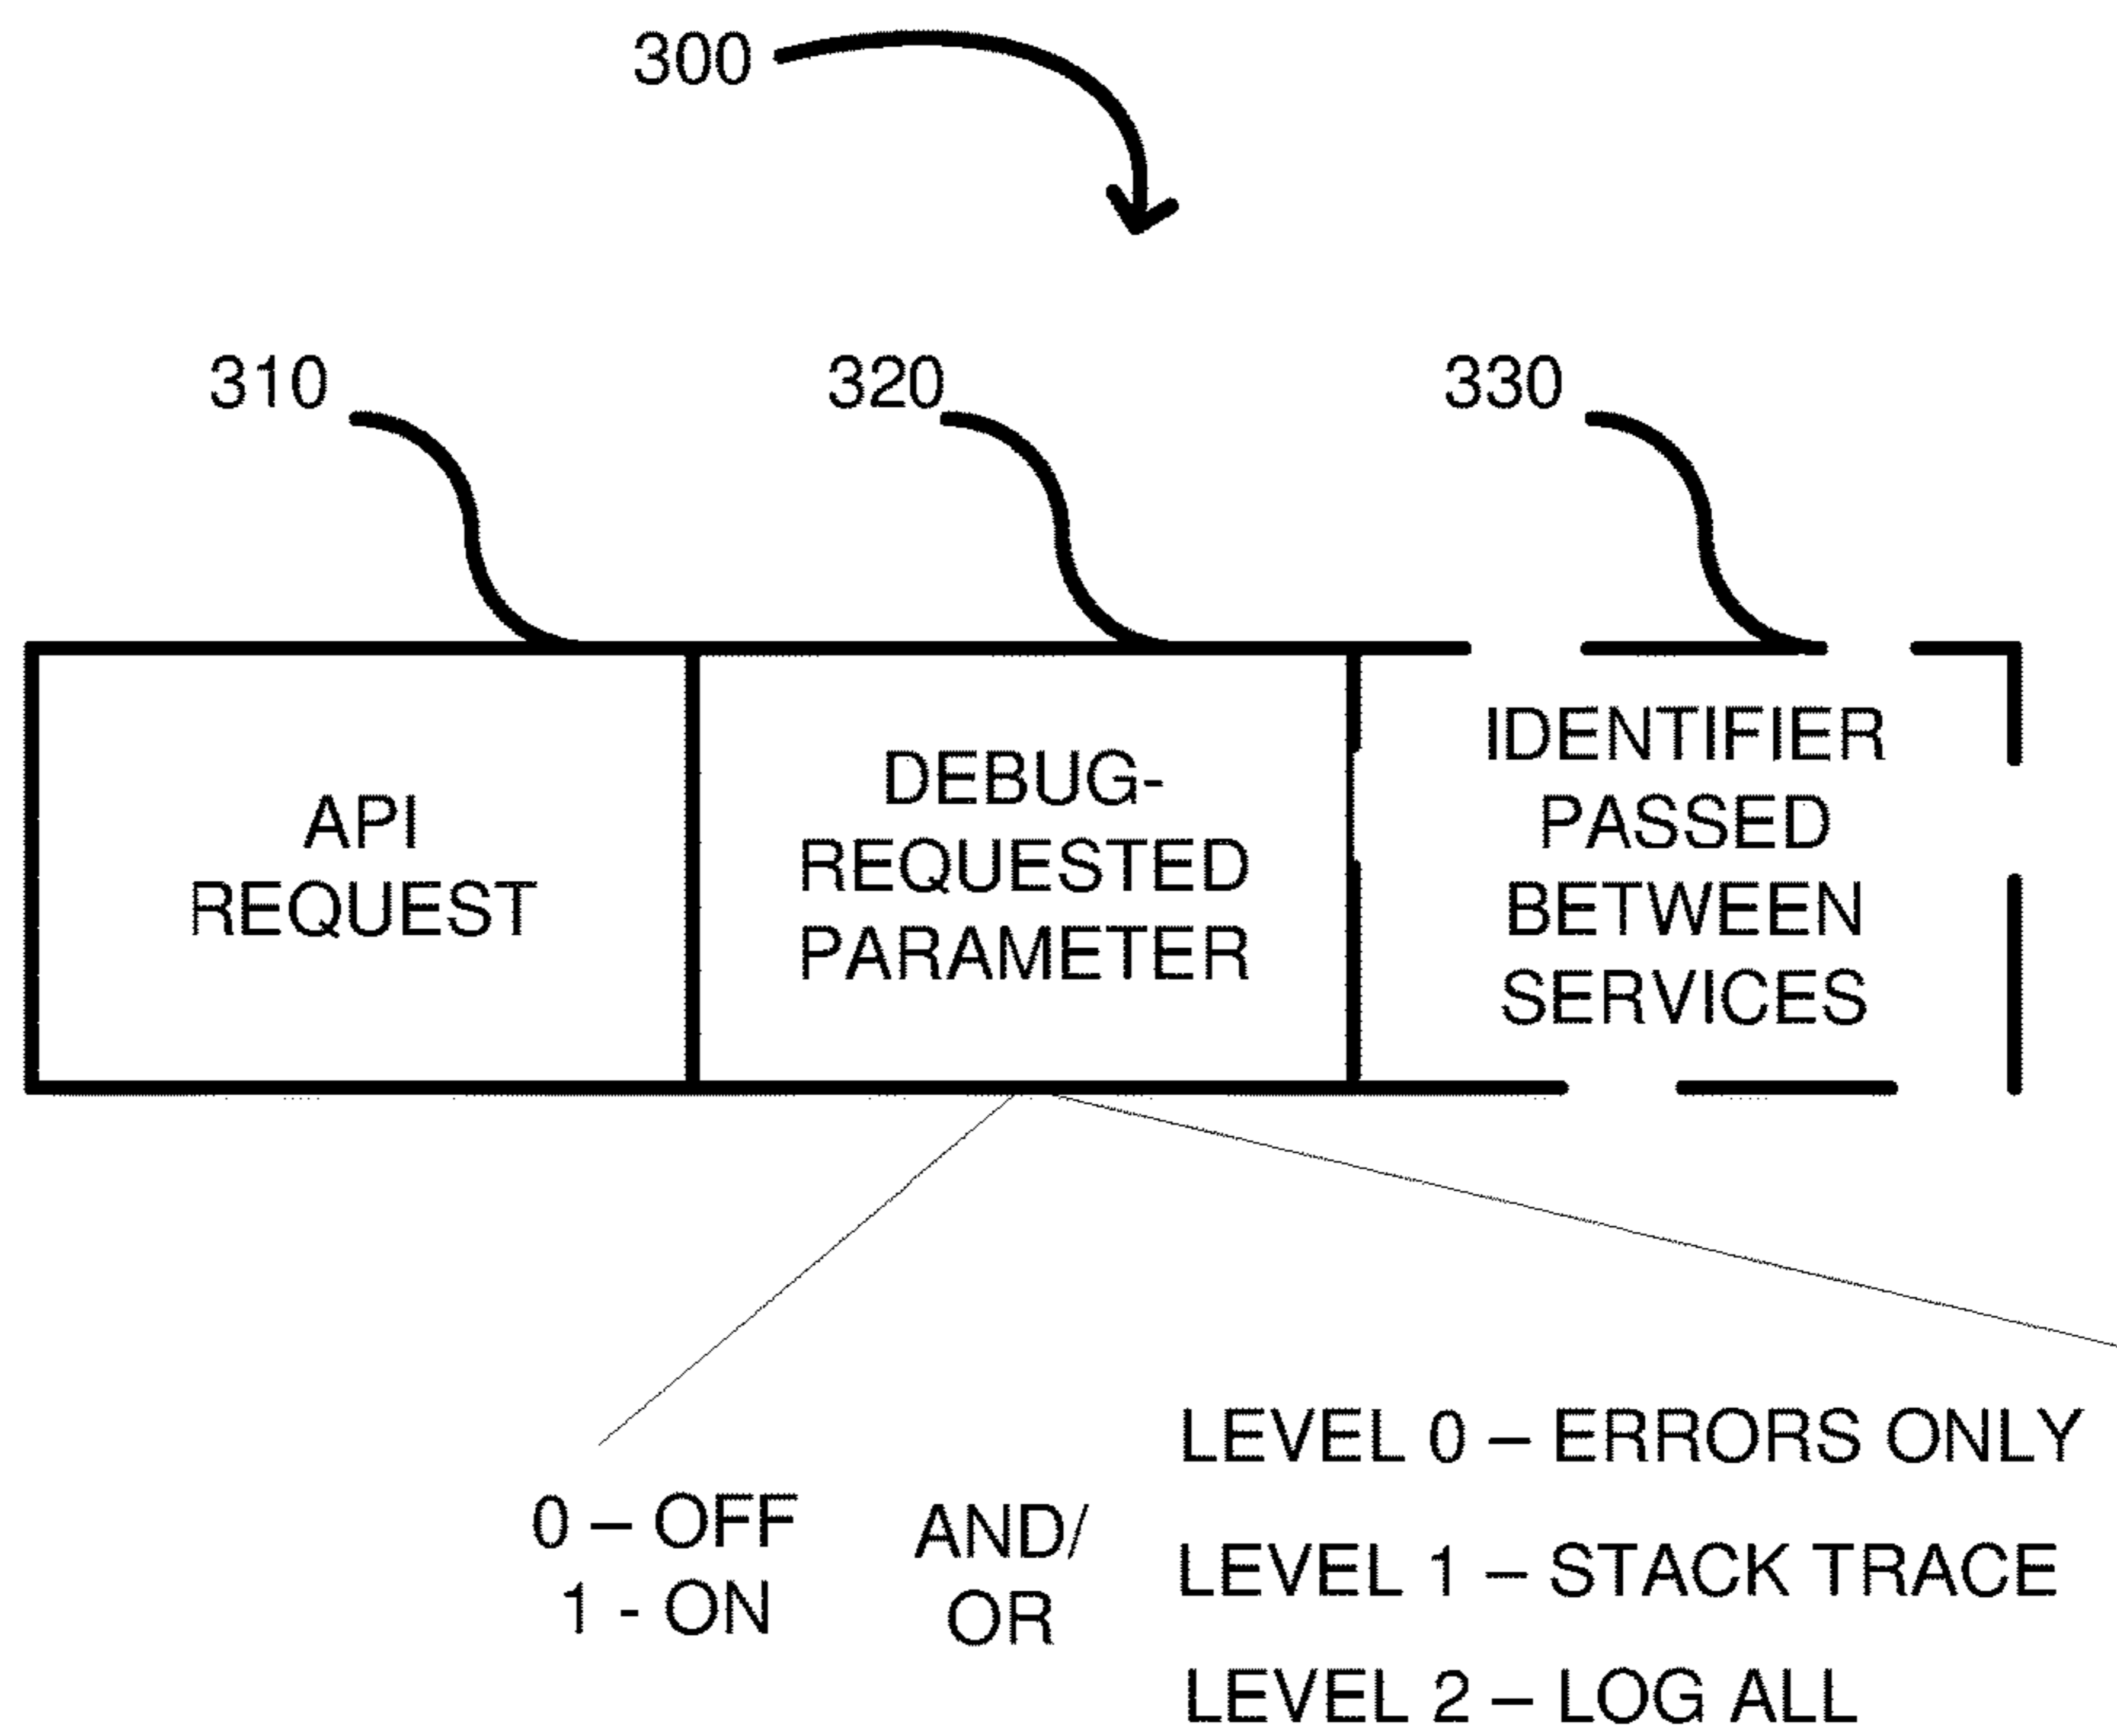 300
310
320
330
API
REQUEST
DEBUG-
REQUESTED
PARAMETER
IDENTIFIER
PASSED
BETWEEN
SERVICES
0 – OFF
1 - ON
AND/
OR
LEVEL 0 – ERRORS ONLY
LEVEL 1 – STACK TRACE
LEVEL 2 – LOG ALL